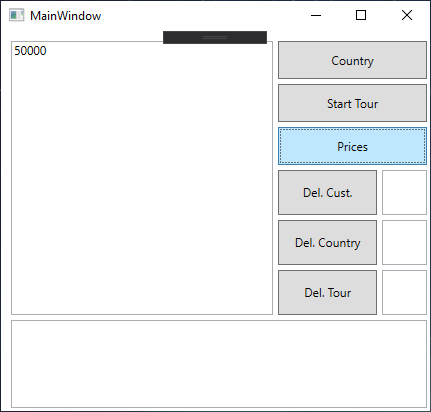 MainWindow
50000
Country
Start Tour
Prices
Del. Cust.
Del. Country
Del. Tour